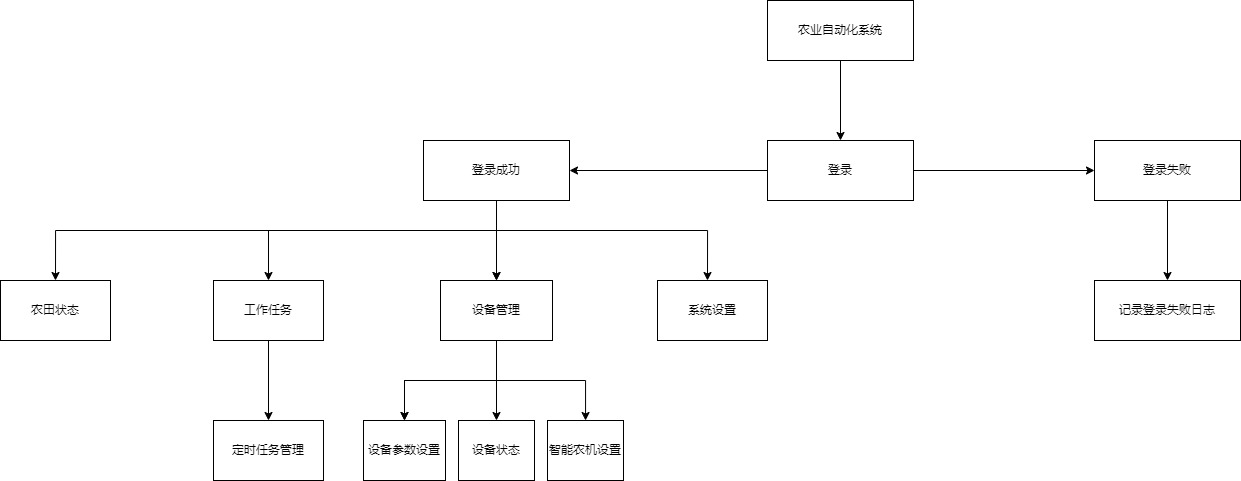 农业自动化系统
登录成功
登录
登录失败
农田状态
工作任务
设备管理
系统设置
记录登录失败日志
定时任务管理
设备参数设置
设备状态
智能农机设置